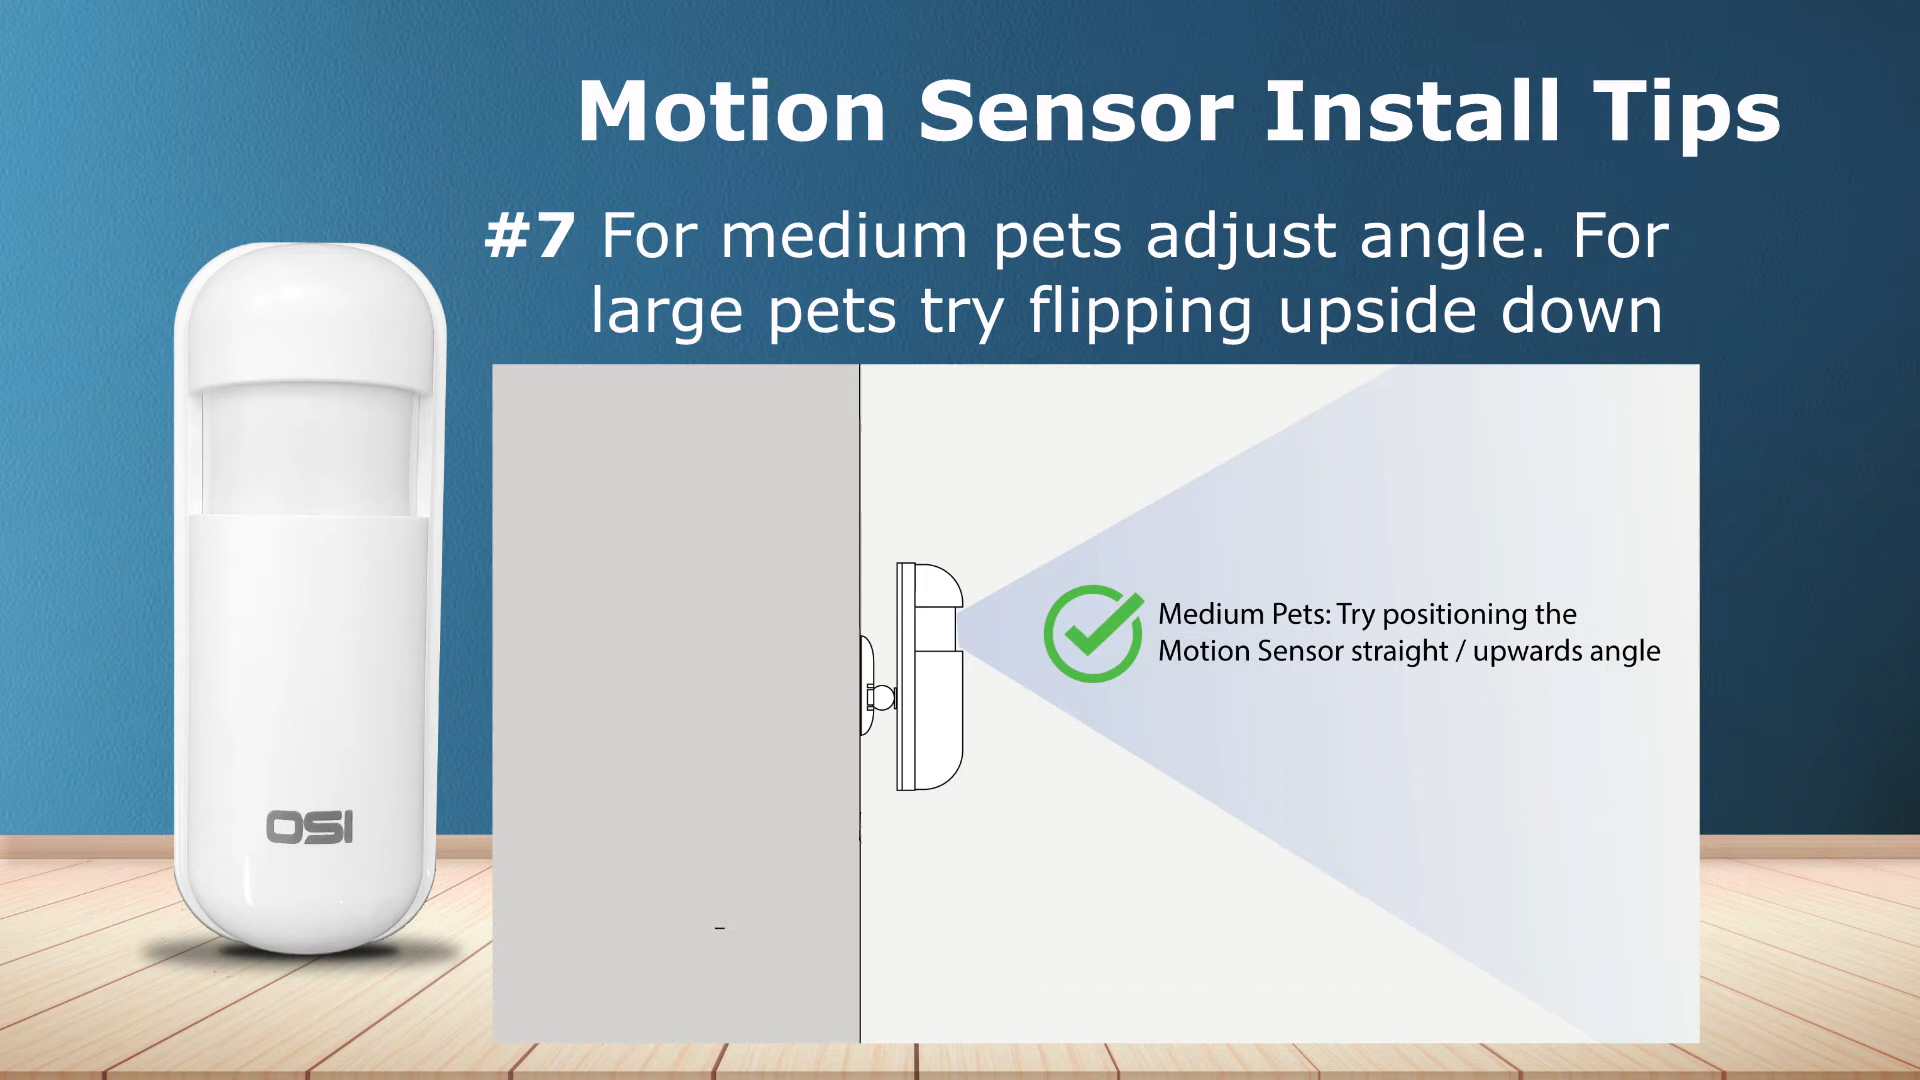 Motion Sensor Install Tips
#7 For medium pets adjust angle. For
large pets try flipping upside down
Medium Pets: Try positioning the
Motion Sensor straight / upwards angle
OSI